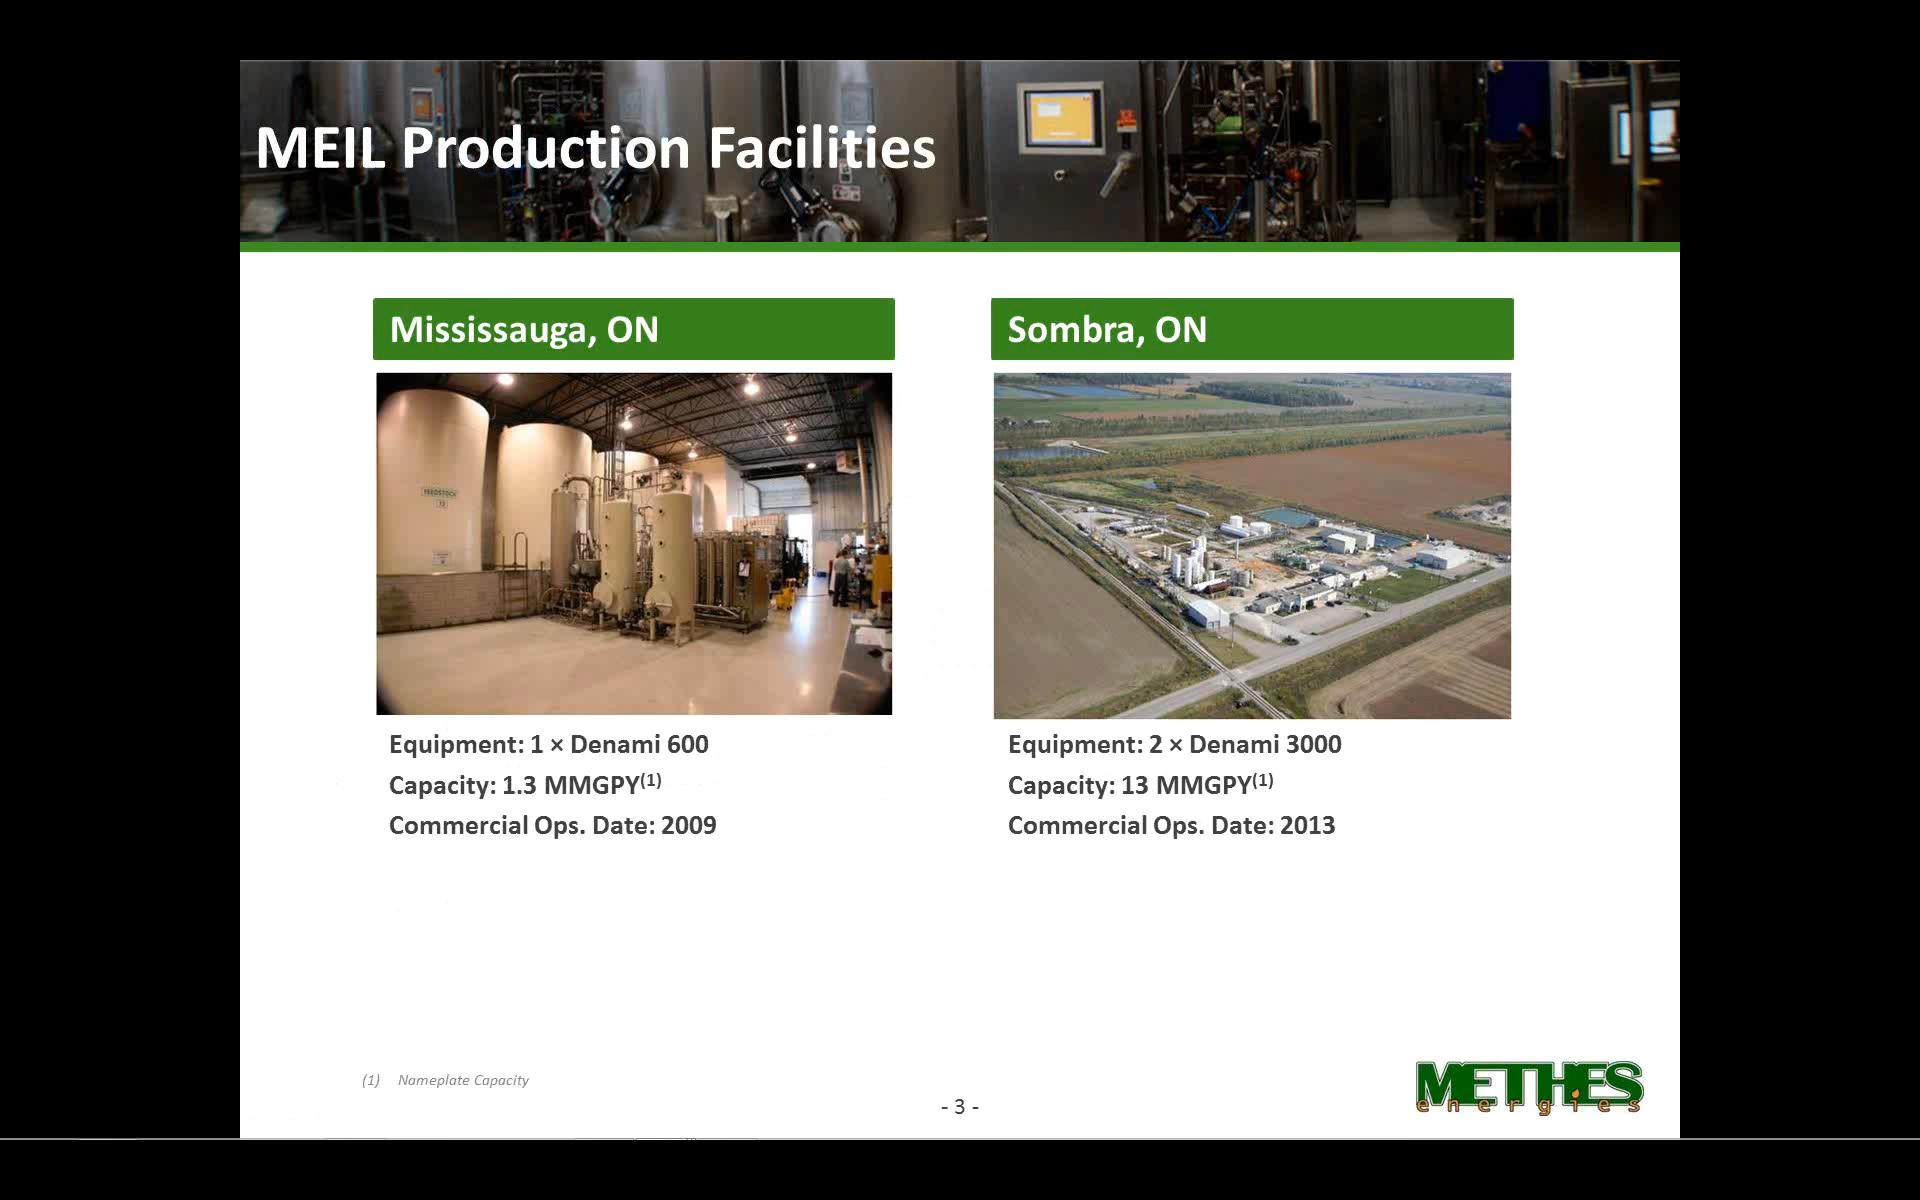 MEIL Production Facilities
Mississauga, ON
FEEDSTOCK
Equipment: 1 × Denami 600
Capacity: 1.3 MMGPY(1)
Commercial Ops. Date: 2009
Sombra, ON
Equipment: 2 × Denami 3000
Capacity: 13 MMGPY(1)
Commercial Ops. Date: 2013
(1) Nameplate Capacity
- 3 -
METHES
energies